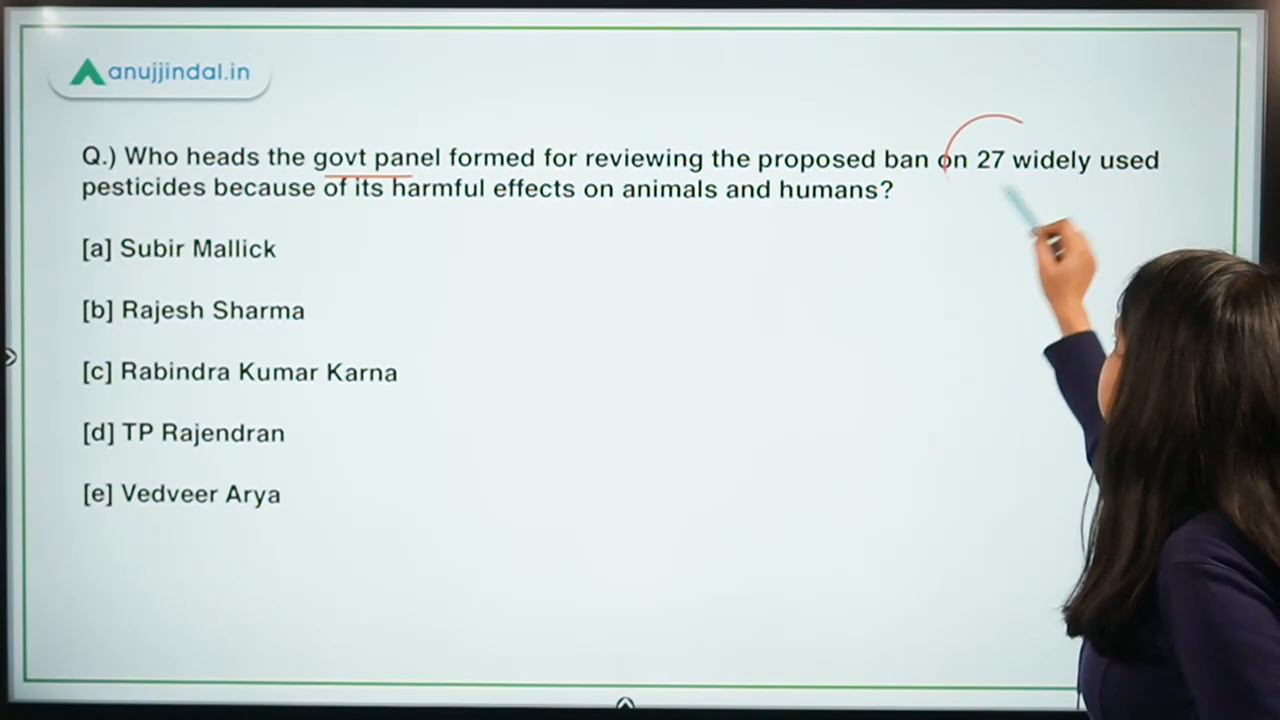 anujjindal.in
Q.) Who heads the govt panel formed for reviewing the proposed ban on 27 widely used
pesticides because of its harmful effects on animals and humans?
[a] Subir Mallick
[b] Rajesh Sharma
[c] Rabindra Kumar Karna
[d] TP Rajendran
[e] Vedveer Arya